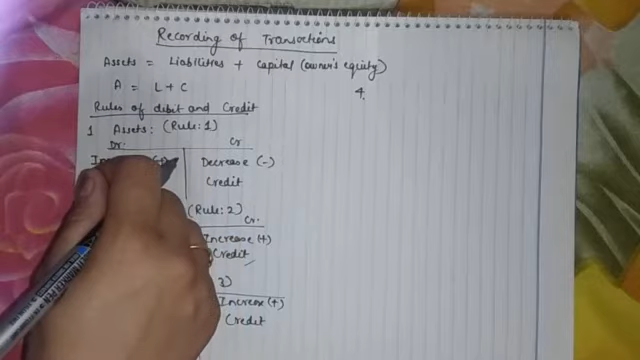 Recording of Transactions
Assets = Liabilities + Capital (owner's equity)
A = L + C
4.
Rules of debit and Credit
1 Assets: (Rule:1)
Dr. Cr
Decrease (-)
Credit
(Rule:2)
Cr.
Increase (+)
Credit
3)
Increase (+)
Credit